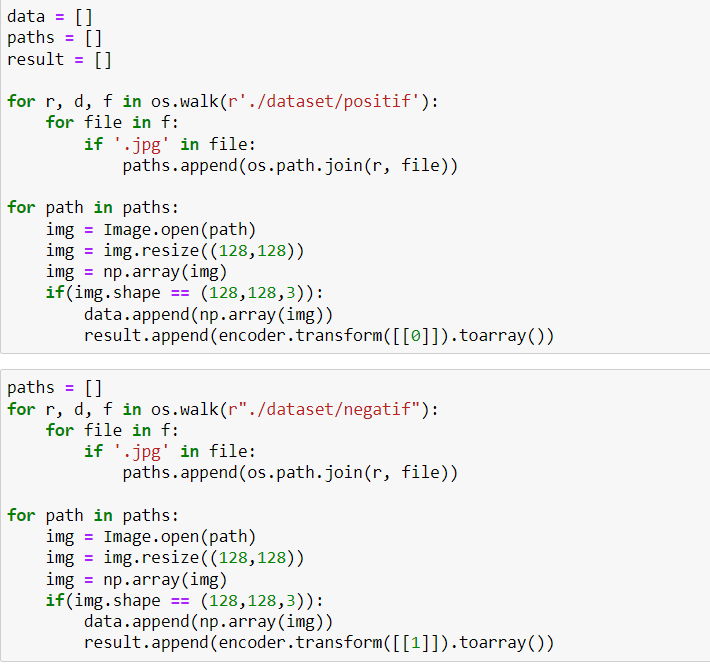 data = []
paths = []
result = []
for r, d, f in os.walk(r'./dataset/positif'):
    for file in f:
        if '.jpg' in file:
            paths.append(os.path.join(r, file))
for path in paths:
    img = Image.open(path)
    img = img.resize((128,128))
    img = np.array(img)
    if(img.shape == (128,128,3)):
        data.append(np.array(img))
        result.append(encoder.transform([[0]]).toarray())
paths = []
for r, d, f in os.walk(r"./dataset/negatif"):
    for file in f:
        if '.jpg' in file:
            paths.append(os.path.join(r, file))
for path in paths:
    img = Image.open(path)
    img = img.resize((128,128))
    img = np.array(img)
    if(img.shape == (128,128,3)):
        data.append(np.array(img))
        result.append(encoder.transform([[1]]).toarray())